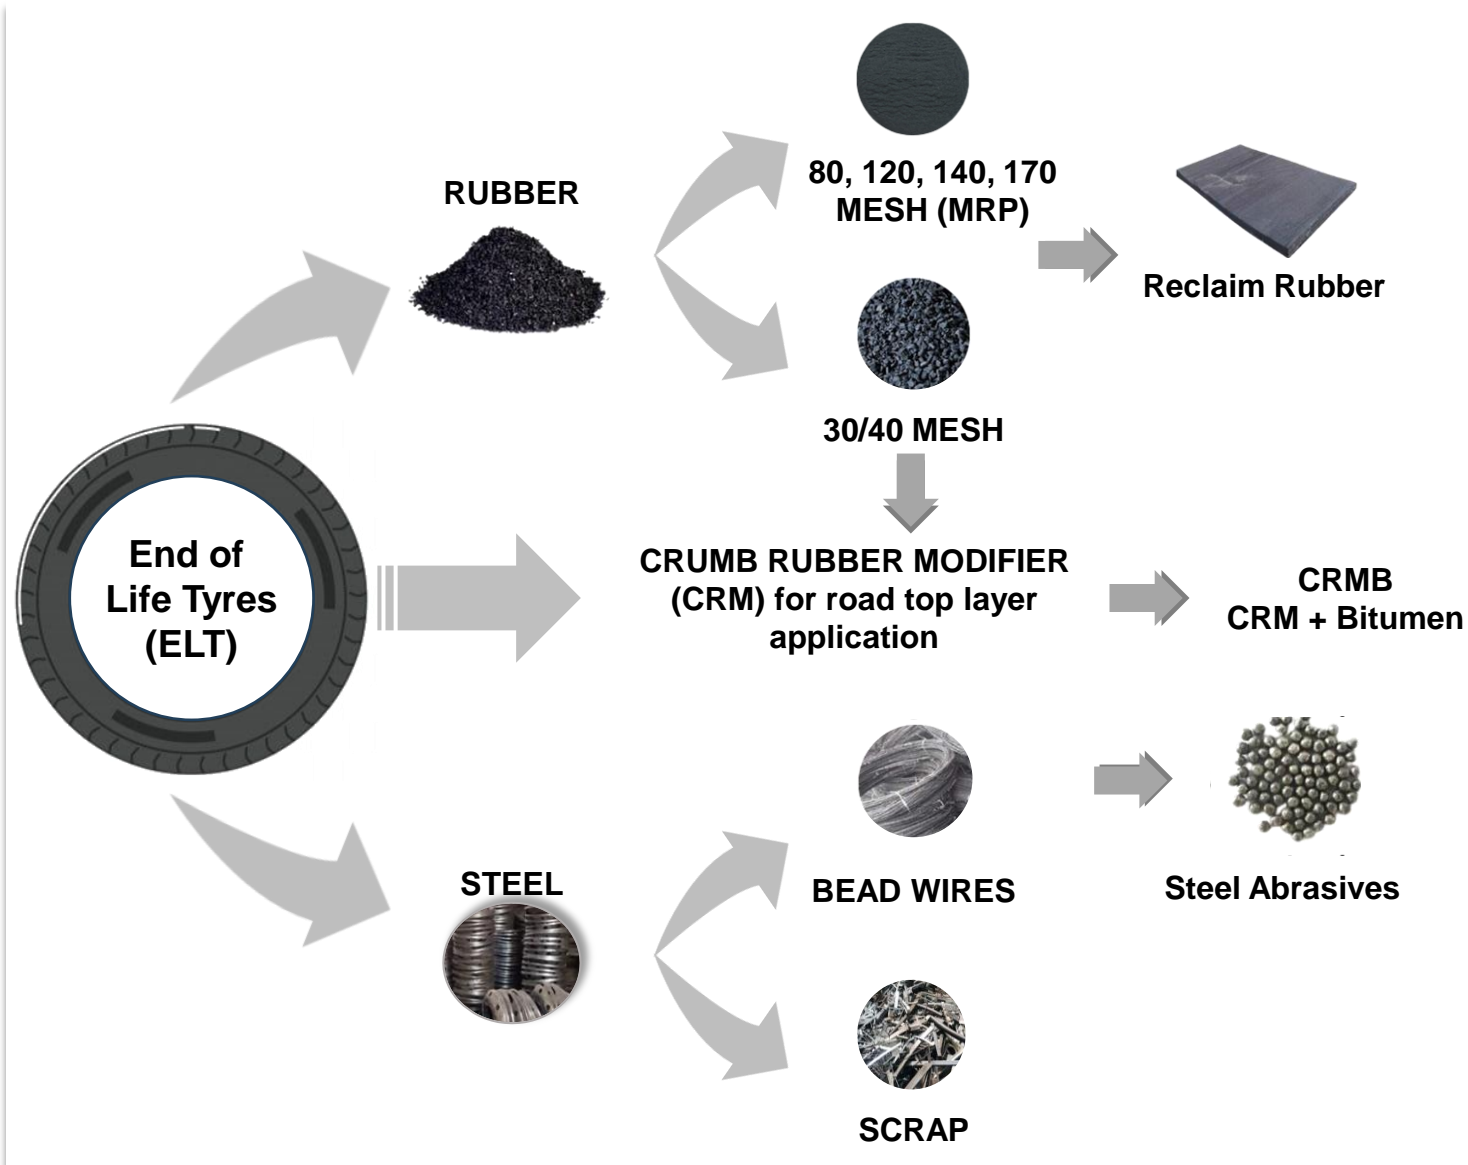 RUBBER
80, 120, 140, 170
MESH (MRP)
Reclaim Rubber
30/40 MESH
End of
Life Tyres
(ELT)
CRUMB RUBBER MODIFIER
(CRM) for road top layer
application
CRMB
CRM + Bitumen
STEEL
BEAD WIRES
Steel Abrasives
SCRAP